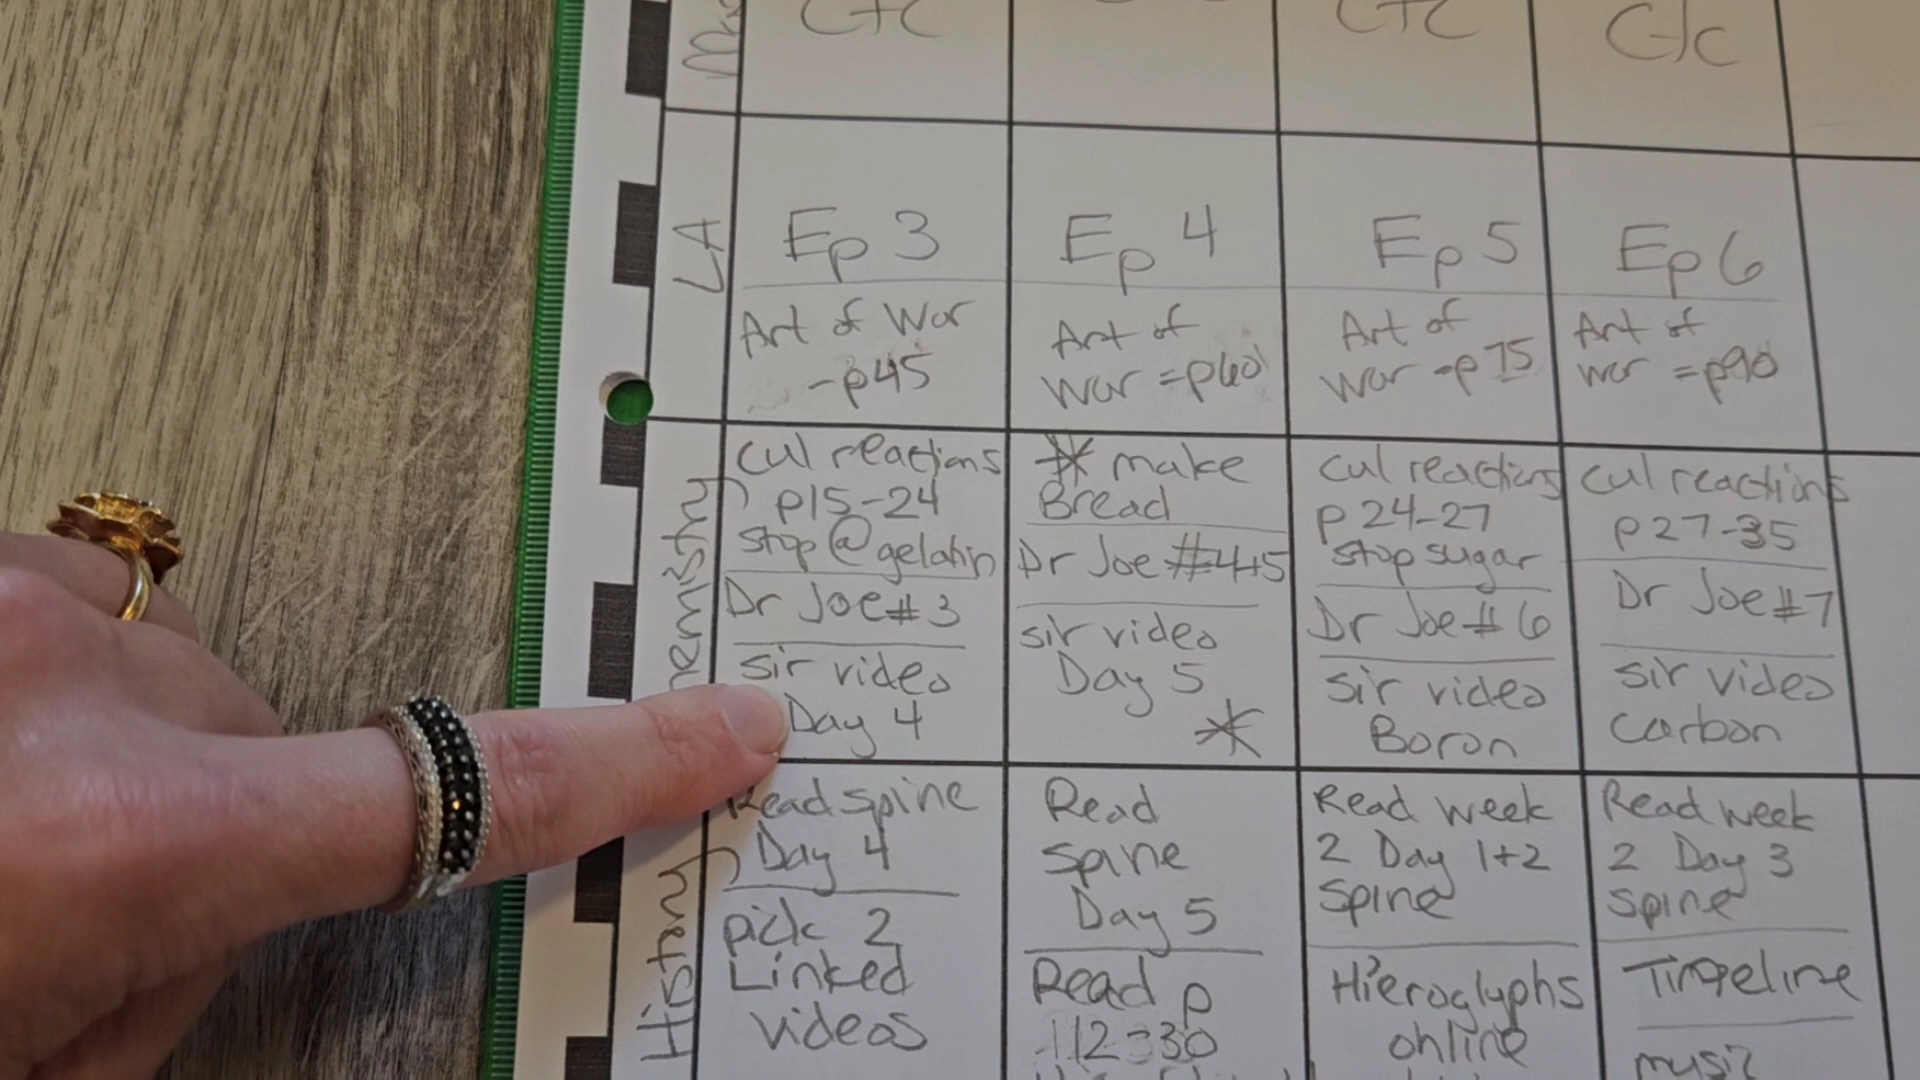 C+C
C+C
C+C
LA
Ep 3
Ep 4
Ep 5
Ep 6
Art of War
-p45
Art of
War =p60
Art of
War -p75
Art of
War =p90
Cul reactions
p15-24
stop@gelatin
Dr Joe#3
sir video
Day 4
* make
Bread
Dr Joe #4+5
sir video
Day 5
*
Cul reactions
p24-27
stop sugar
Dr Joe#6
sir video
Boron
Cul reactions
p27-35
Dr Joe#7
sir video
Carbon
History
Read spine
Day 4
pick 2
Linked
videos
Read
spine
Day 5
Read p
112-30
Read week
2 Day 1+2
spine
Hieroglyphs
online
Read week
2 Day 3
spine
Timeline